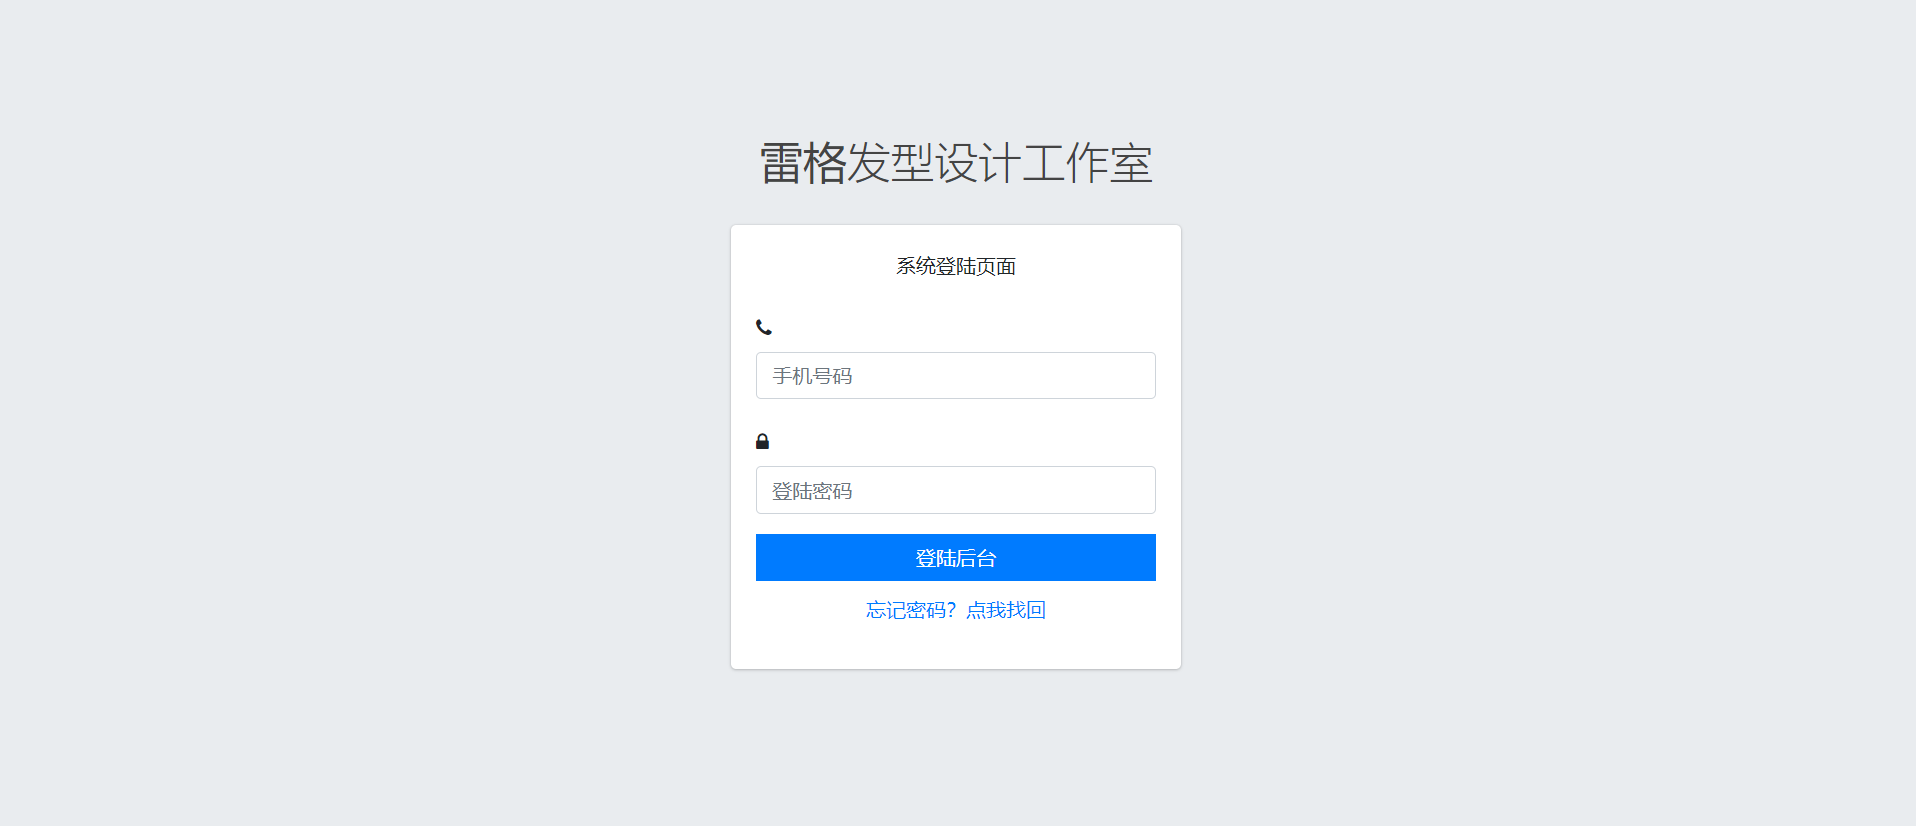 雷格发型设计工作室
系统登陆页面
手机号码
登陆密码
登陆后台
忘记密码？点我找回